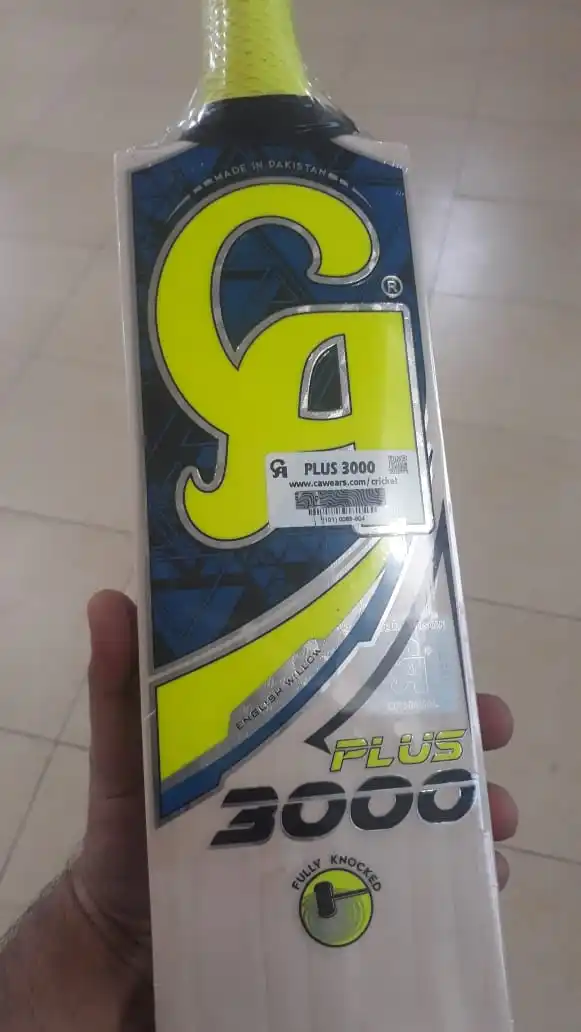 MADE IN PAKISTAN
CA
®
CA PLUS 3000
www.cawears.com/cricket
ENGLISH WILLOW
PLUS
3000
FULLY KNOCKED